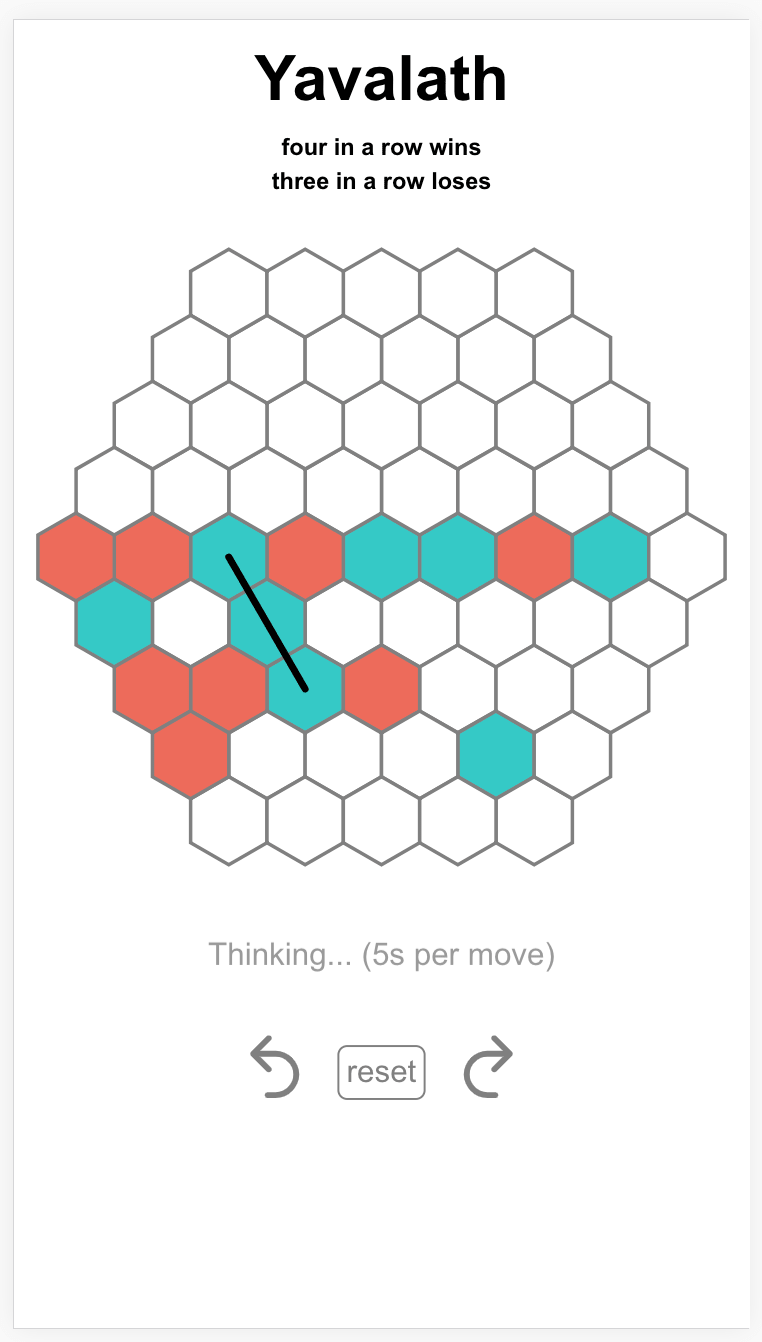 Yavalath
four in a row wins
three in a row loses
Thinking... (5s per move)
reset